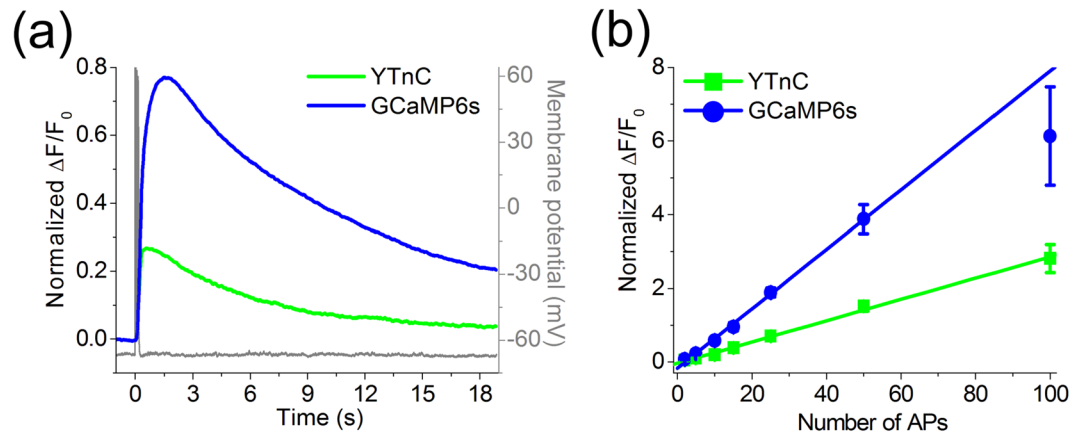 (a)
YTnC
GCaMP6s
Normalized ΔF/F0
0.8
0.6
0.4
0.2
0.0
0 3 6 9 12 15 18
Time (s)
60
30
0
-30
-60
Membrane potential (mV)
(b)
YTnC
GCaMP6s
Normalized ΔF/F0
8
6
4
2
0
0 20 40 60 80 100
Number of APs